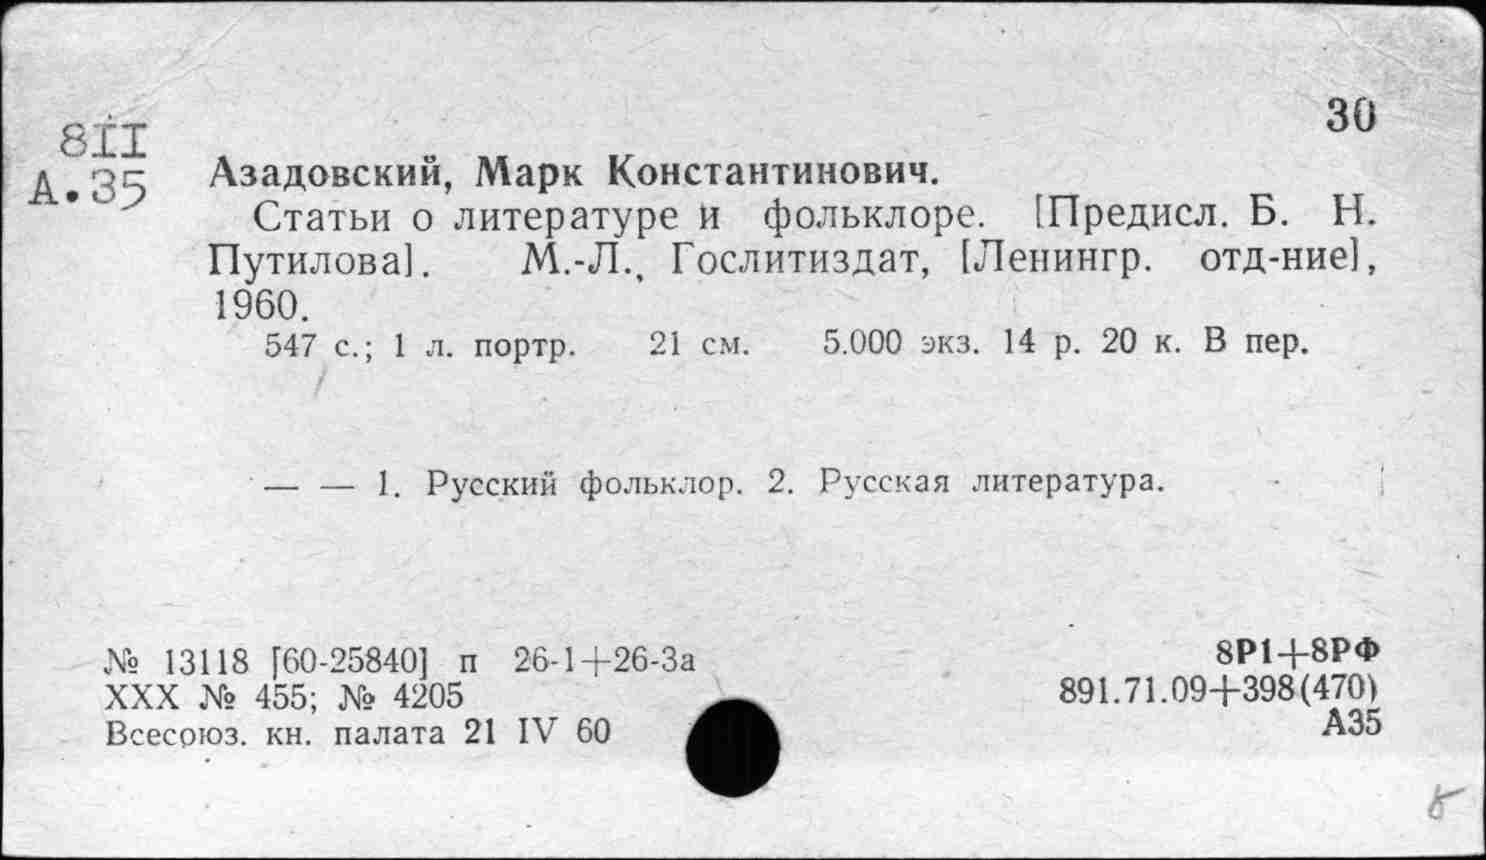 30
8II
А.35
Азадовский, Марк Константинович.
Статьи о литературе и фольклоре. [Предисл. Б. Н.
Путилова]. М.-Л., Гослитиздат, [Ленингр. отд-ние],
1960.
547 с.; 1 л. портр. 21 см. 5.000 экз. 14 р. 20 к. В пер.
— — 1. Русский фольклор. 2. Русская литература.
№ 13118 [60-25840] п 26-1+26-3а
XXX № 455; № 4205
Всесоюз. кн. палата 21 IV 60
8Р1+8РФ
891.71.09+398(470)
А35